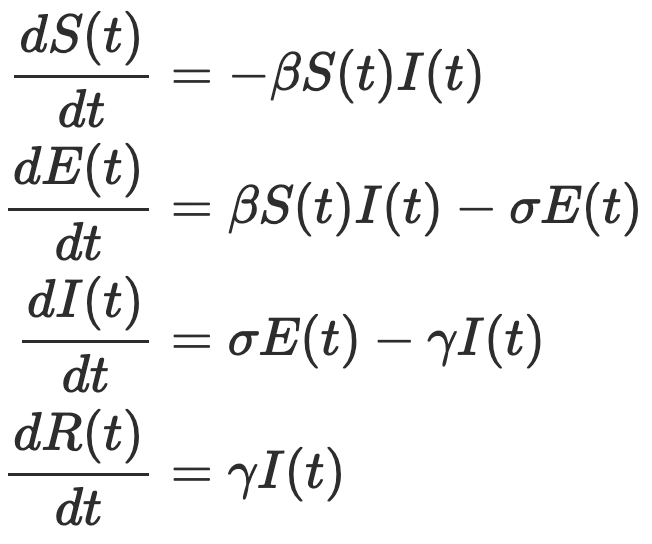 dS(t)/dt = −βS(t)I(t)
dE(t)/dt = βS(t)I(t) − σE(t)
dI(t)/dt = σE(t) − γI(t)
dR(t)/dt = γI(t)